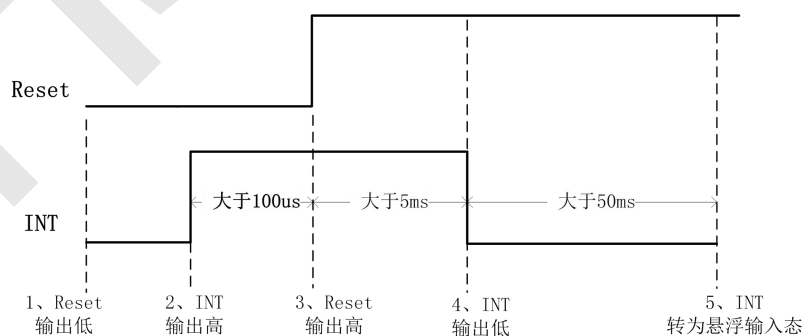 Reset
INT
大于100us
大于5ms
大于50ms
1、Reset
输出低
2、INT
输出高
3、Reset
输出高
4、INT
输出低
5、INT
转为悬浮输入态